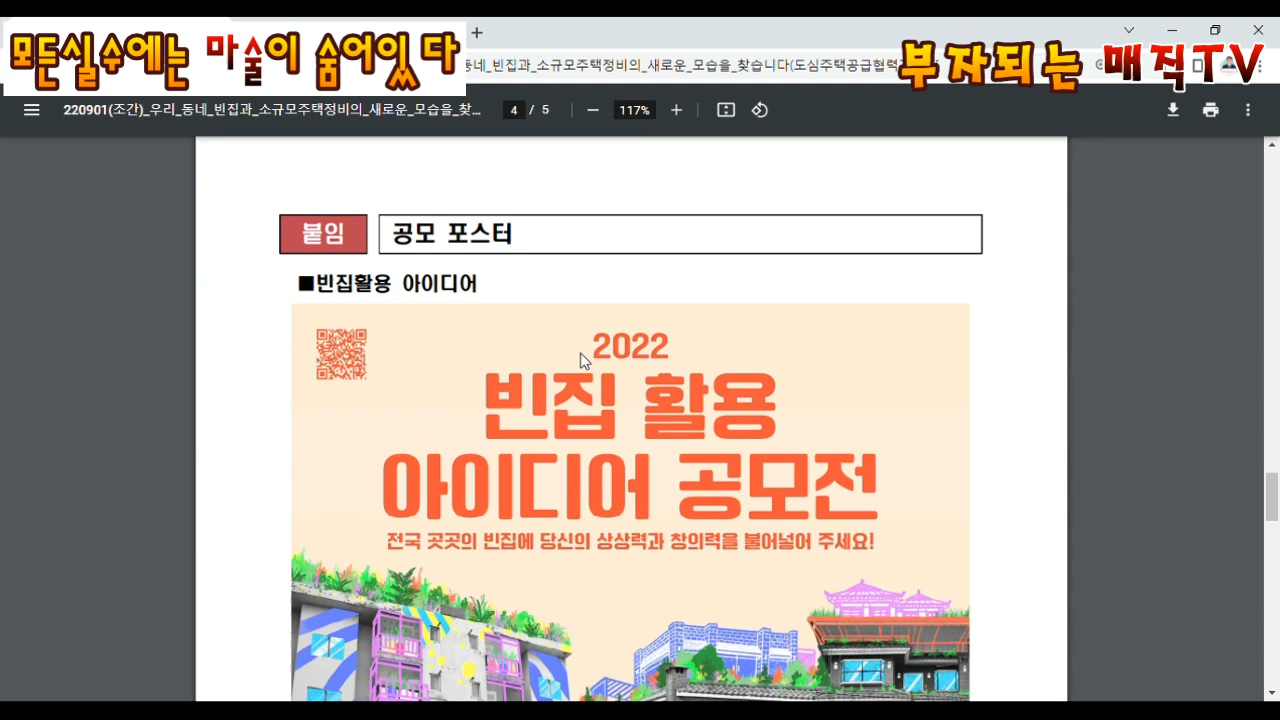 모든실수에는 마술이 숨어있다
부자되는 매직TV
동네_빈집과_소규모주택정비의_새로운_모습을_찾습니다(도심주택공급협력
220901(조간)_우리_동네_빈집과_소규모주택정비의_새로운_모습을_찾...
4 / 5
117%
붙임
공모 포스터
■빈집활용 아이디어
2022
빈집 활용
아이디어 공모전
전국 곳곳의 빈집에 당신의 상상력과 창의력을 불어넣어 주세요!